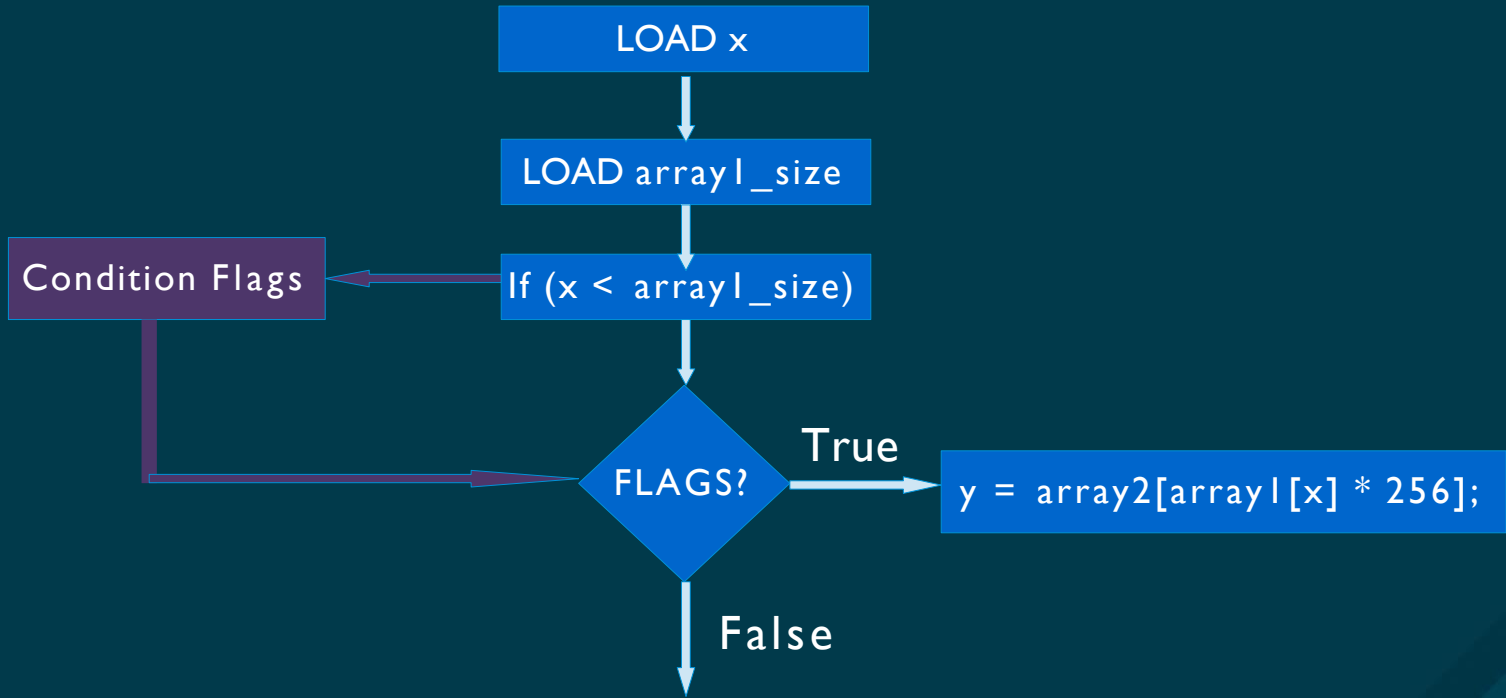 LOAD x
LOAD array1_size
Condition Flags
If (x < array1_size)
FLAGS?
True
y = array2[array1[x] * 256];
False